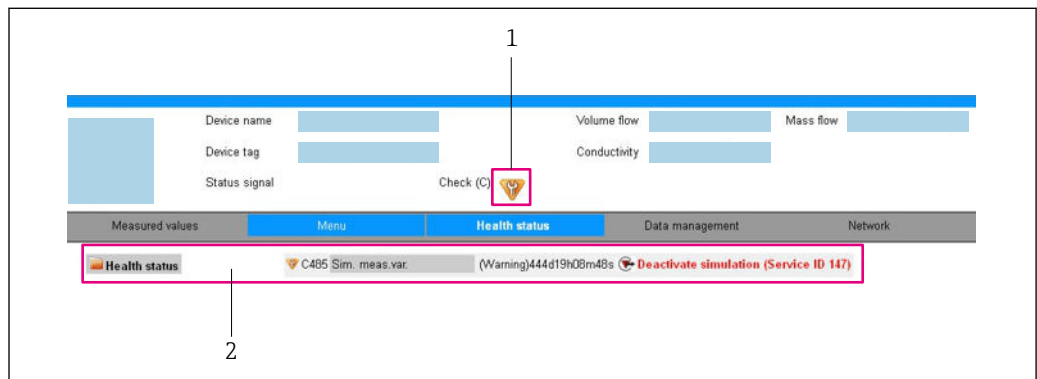 1
Device name Volume flow Mass flow
Device tag Conductivity
Status signal Check (C)
Measured values Menu Health status Data management Network
Health status C485 Sim. meas.var. (Warning)444d19h08m48s Deactivate simulation (Service ID 147)
2